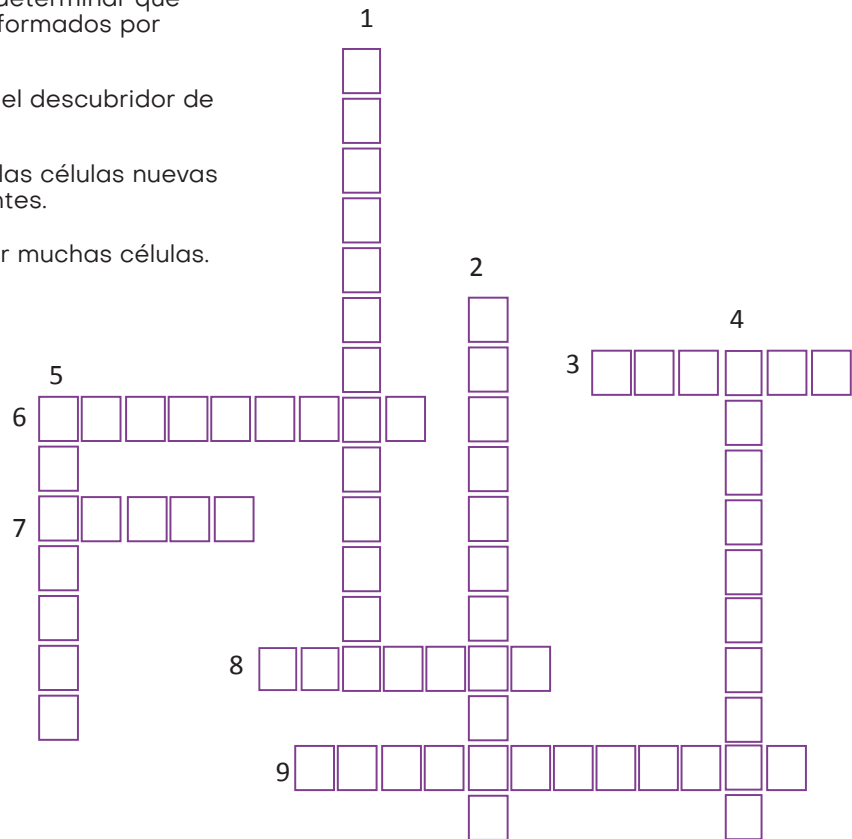 determinar que
formados por
el descubridor de
las células nuevas
ntes.
r muchas células.
1
2
4
3
5
6
7
8
9